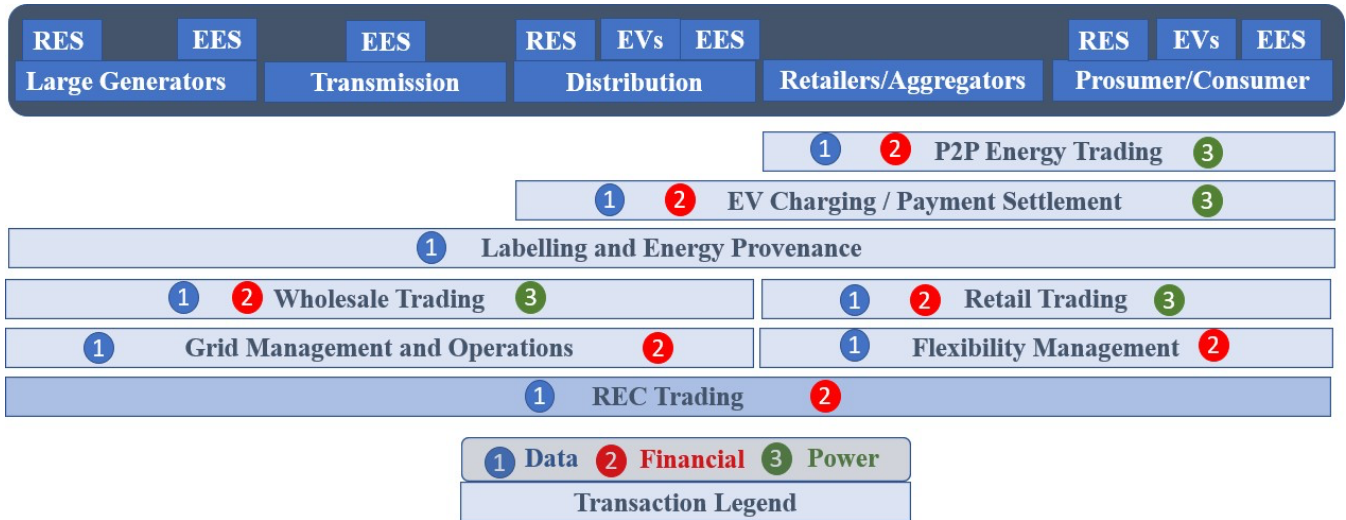 RES EES EES RES EVs EES RES EVs EES
Large Generators Transmission Distribution Retailers/Aggregators Prosumer/Consumer
1 2 P2P Energy Trading 3
1 2 EV Charging / Payment Settlement 3
1 Labelling and Energy Provenance
1 2 Wholesale Trading 3 1 2 Retail Trading 3
1 Grid Management and Operations 2 1 Flexibility Management 2
1 REC Trading 2
1 Data 2 Financial 3 Power
Transaction Legend